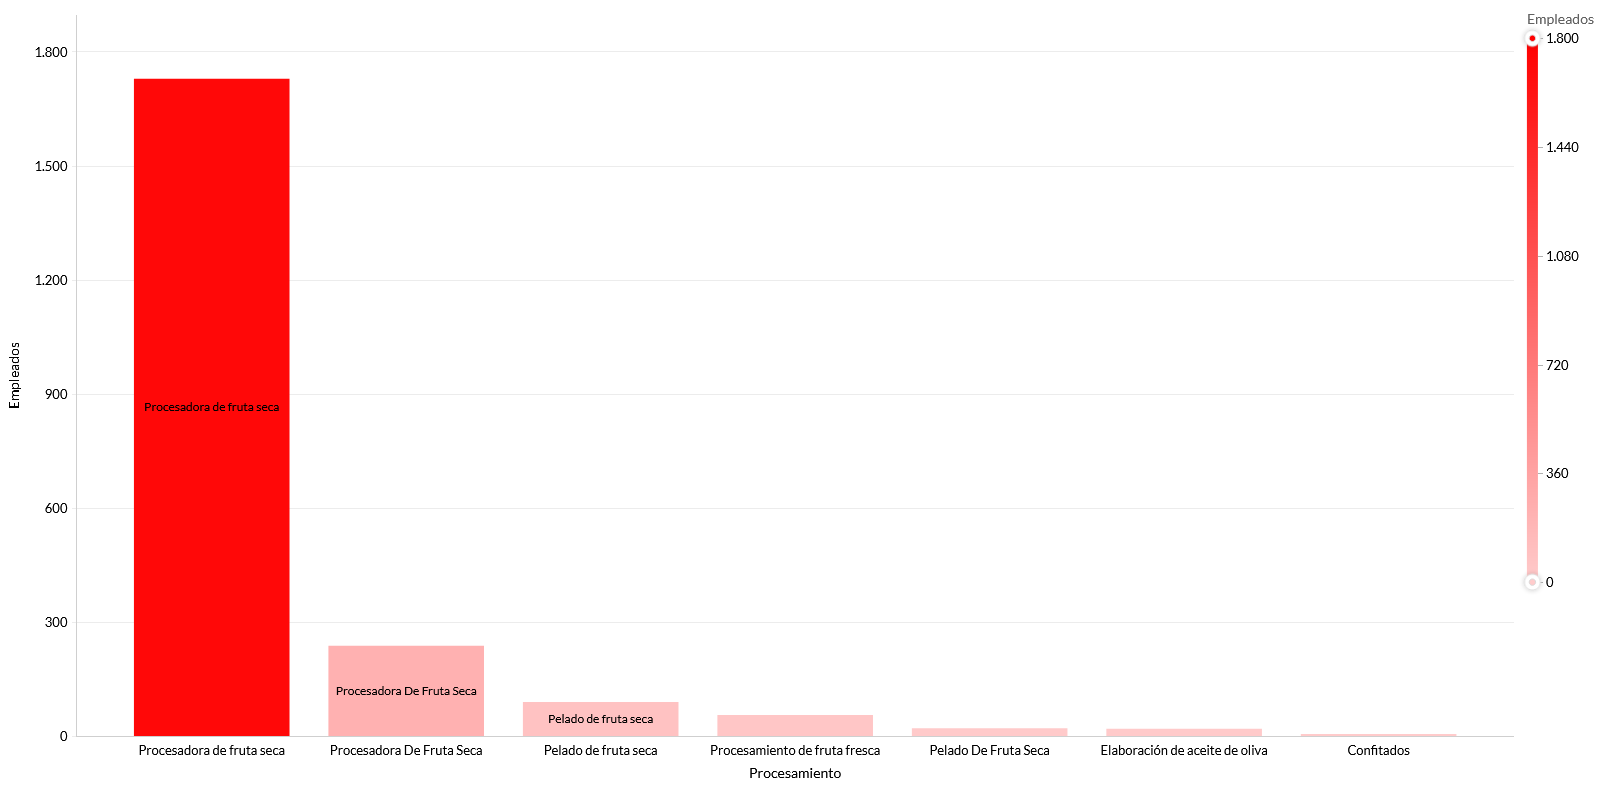 Empleados
1.800
1.500
1.200
900
600
300
0
Empleados
Procesadora de fruta seca
Procesadora De Fruta Seca
Pelado de fruta seca
Procesadora de fruta seca
Procesadora De Fruta Seca
Pelado de fruta seca
Procesamiento de fruta fresca
Pelado De Fruta Seca
Elaboración de aceite de oliva
Confitados
Procesamiento
1.800
1.440
1.080
720
360
0